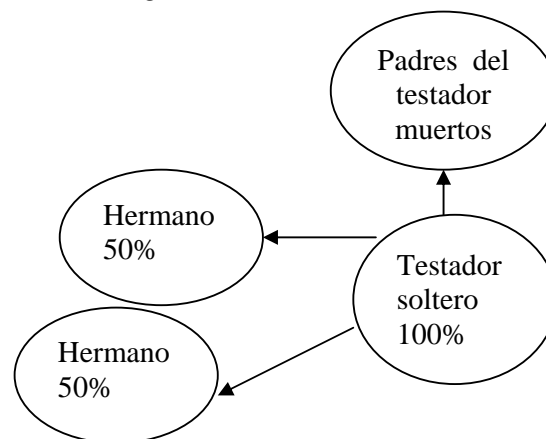 Padres del
testador
muertos
Hermano
50%
Testador
soltero
100%
Hermano
50%